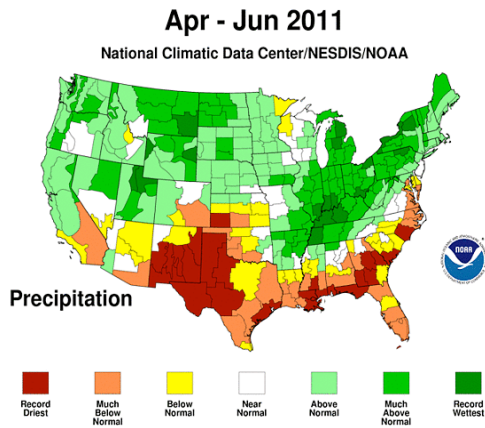 Apr - Jun 2011
National Climatic Data Center/NESDIS/NOAA
NOAA
Precipitation
Record
Driest
Much
Below
Normal
Below
Normal
Near
Normal
Above
Normal
Much
Above
Normal
Record
Wettest